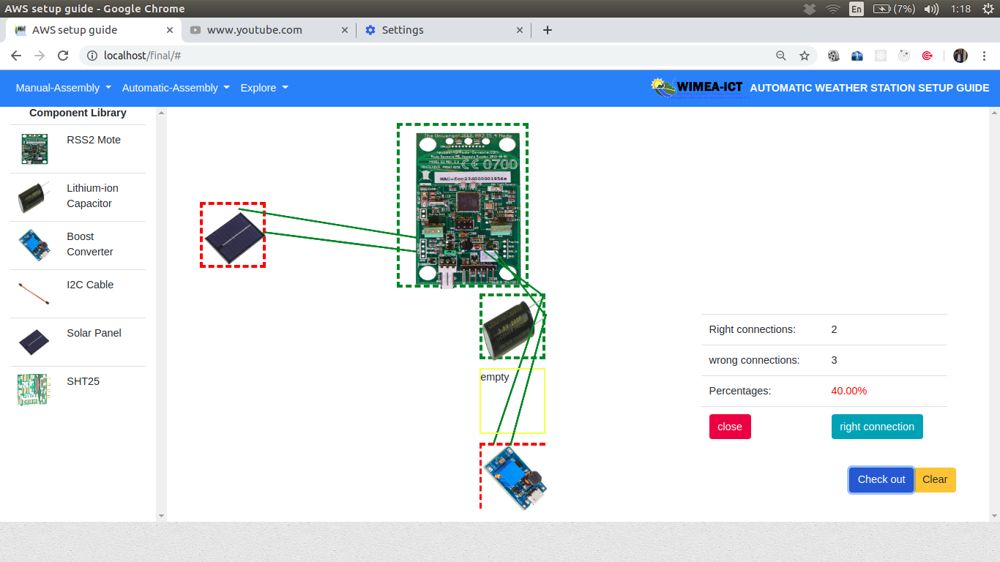 AWS setup guide - Google Chrome
En
(7%)
1:18
AWS setup guide
www.youtube.com
Settings
localhost/final/#
Manual-Assembly
Automatic-Assembly
Explore
WIMEA-ICT
AUTOMATIC WEATHER STATION SETUP GUIDE
Component Library
RSS2 Mote
Lithium-ion
Capacitor
Boost
Converter
I2C Cable
Solar Panel
SHT25
CE 0700
empty
Right connections:
2
wrong connections:
3
Percentages:
40.00%
close
right connection
Check out
Clear